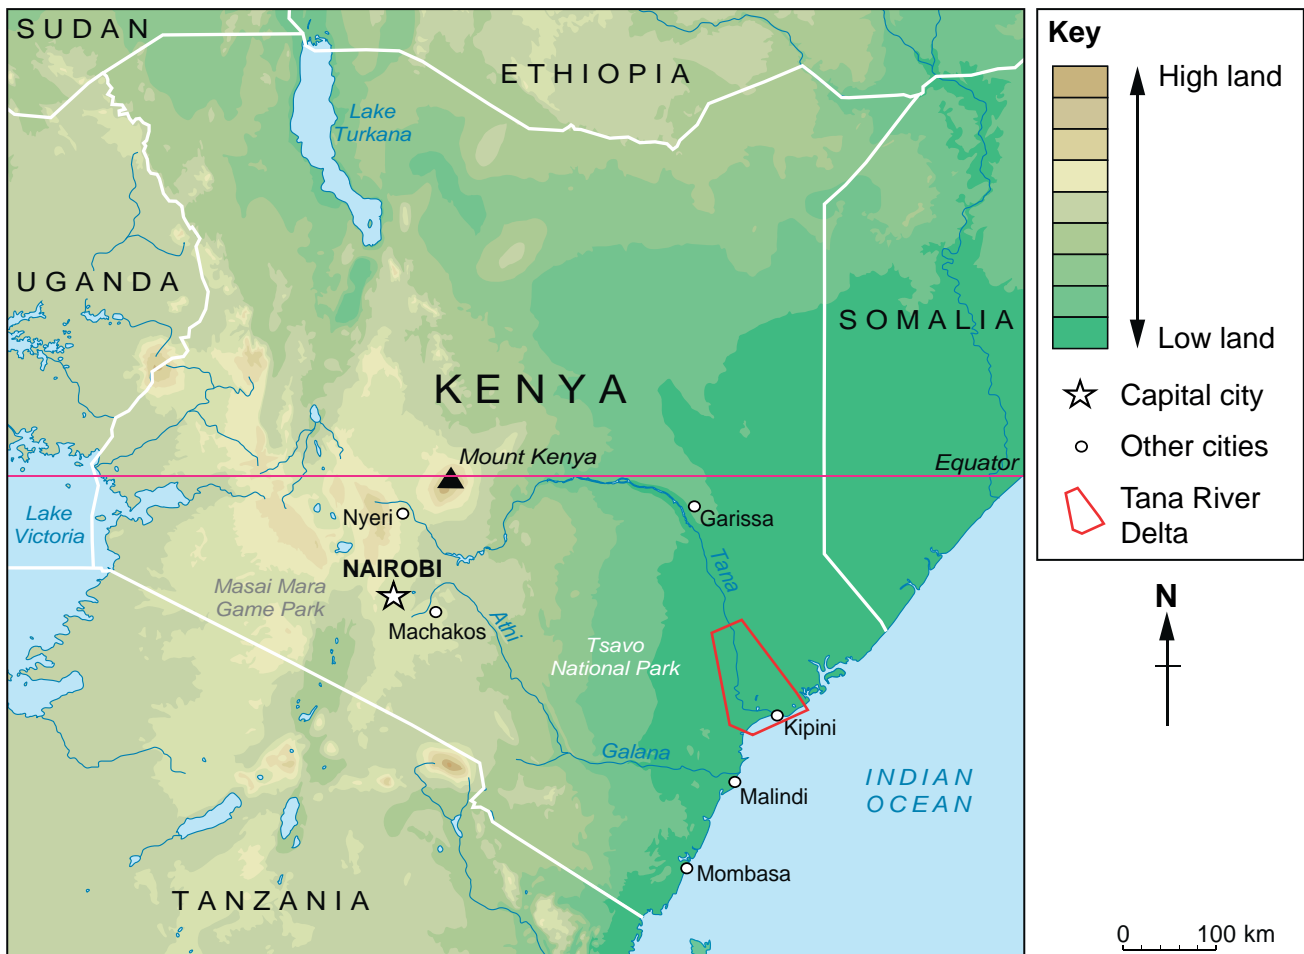 SUDAN
ETHIOPIA
Lake
Turkana
UGANDA
SOMALIA
KENYA
Mount Kenya
Equator
Lake
Victoria
Nyeri
Garissa
NAIROBI
Masai Mara
Game Park
Machakos
Athi
Tana
Tsavo
National Park
Kipini
Galana
Malindi
INDIAN
OCEAN
Mombasa
TANZANIA
Key
High land
Low land
Capital city
Other cities
Tana River
Delta
N
0 100 km